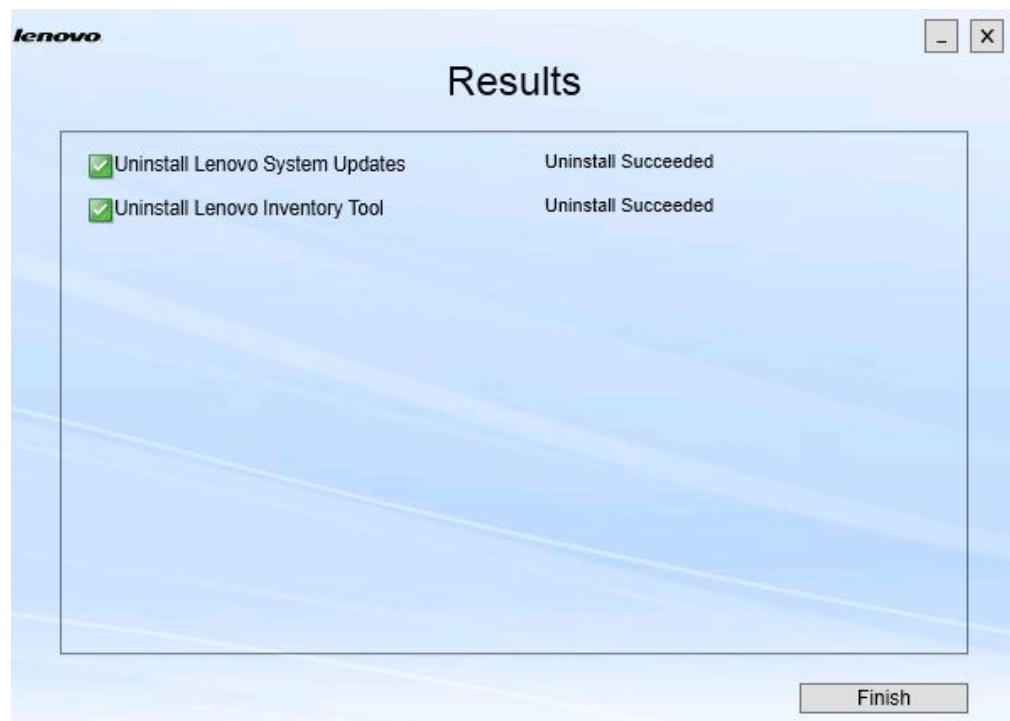 lenovo
Results
Uninstall Lenovo System Updates Uninstall Succeeded
Uninstall Lenovo Inventory Tool Uninstall Succeeded
Finish